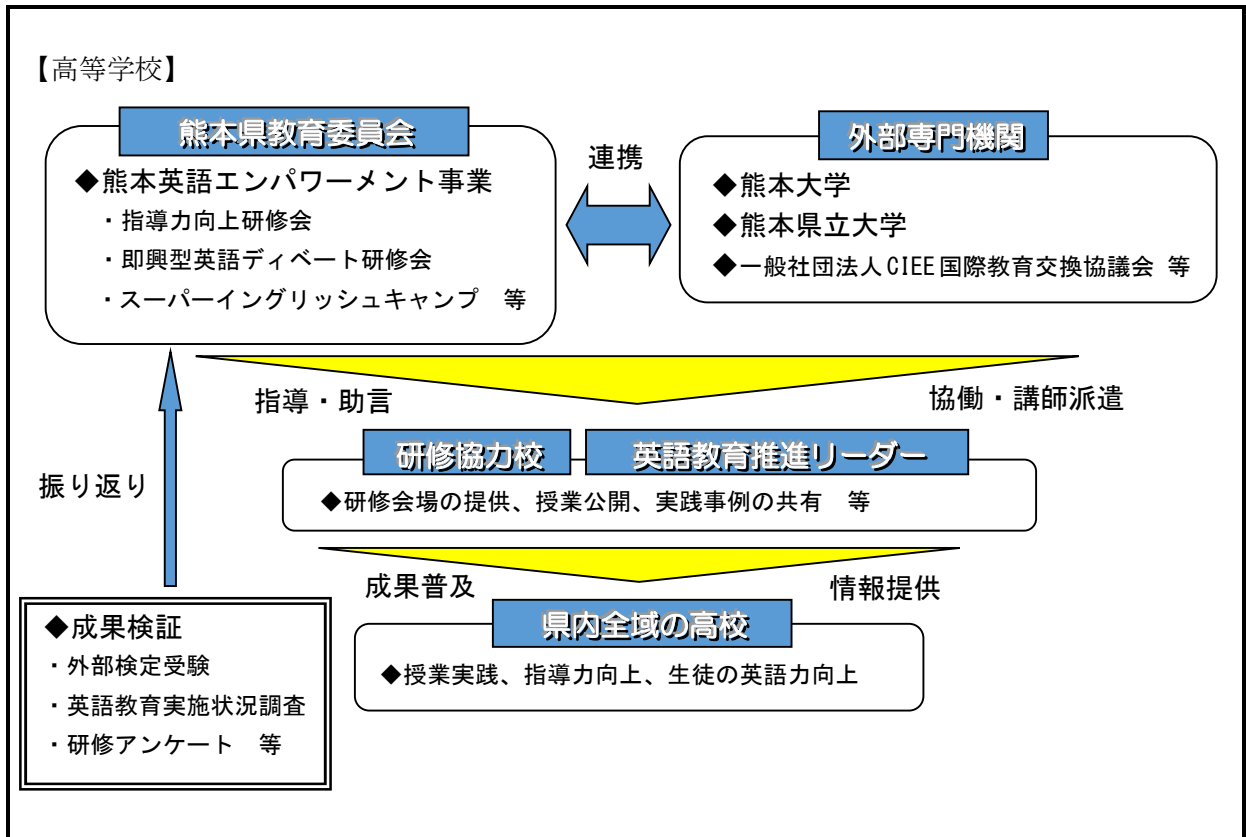 【高等学校】
熊本県教育委員会
◆熊本英語エンパワーメント事業
・指導力向上研修会
・即興型英語ディベート研修会
・スーパーイングリッシュキャンプ　等
連携
外部専門機関
◆熊本大学
◆熊本県立大学
◆一般社団法人CIEE国際教育交換協議会 等
指導・助言
協働・講師派遣
研修協力校
英語教育推進リーダー
◆研修会場の提供、授業公開、実践事例の共有　等
振り返り
成果普及
情報提供
県内全域の高校
◆授業実践、指導力向上、生徒の英語力向上
◆成果検証
・外部検定受験
・英語教育実施状況調査
・研修アンケート　等